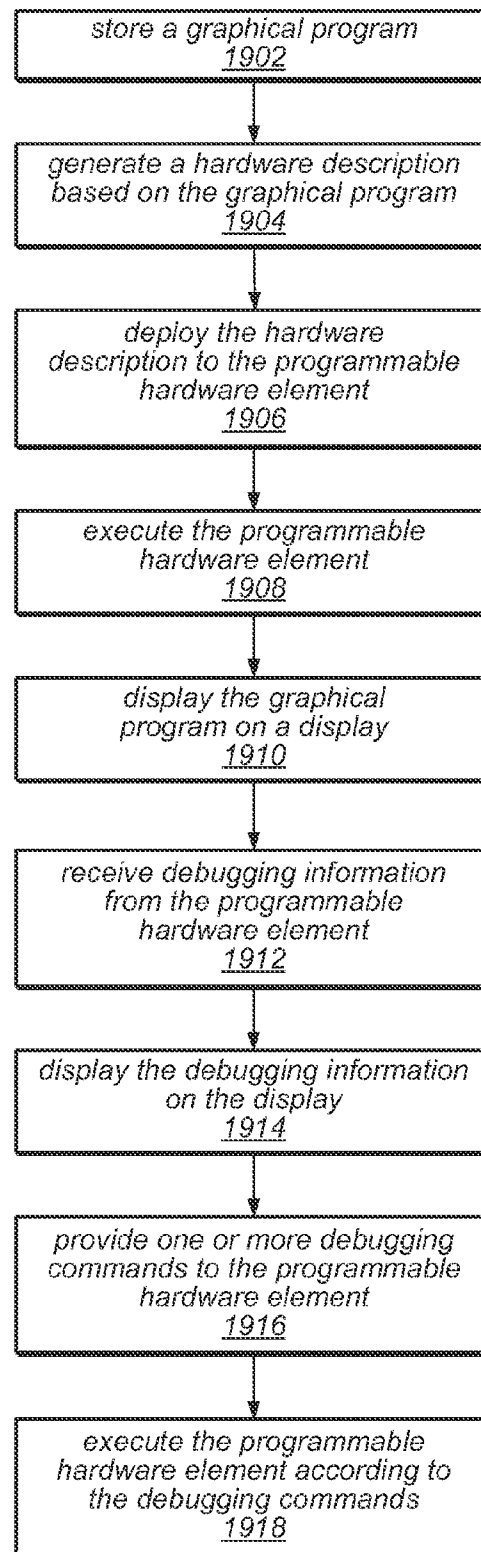 store a graphical program
1902
generate a hardware description
based on the graphical program
1904
deploy the hardware
description to the programmable
hardware element
1906
execute the programmable
hardware element
1908
display the graphical
program on a display
1910
receive debugging information
from the programmable
hardware element
1912
display the debugging information
on the display
1914
provide one or more debugging
commands to the programmable
hardware element
1916
execute the programmable
hardware element according to
the debugging commands
1918